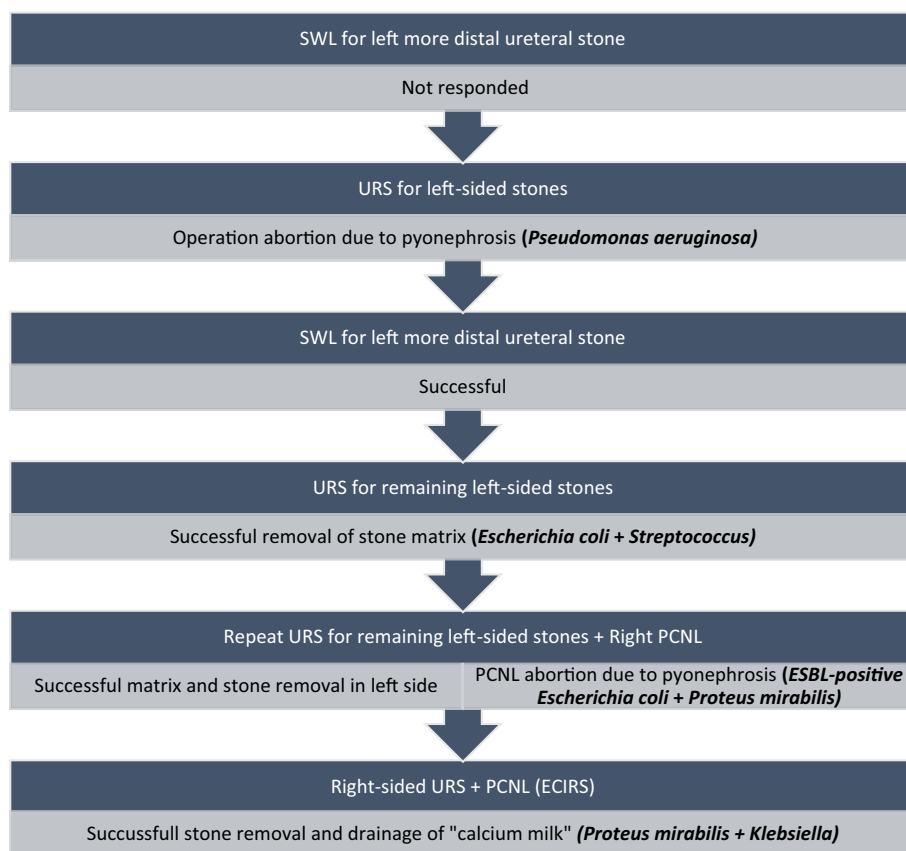 SWL for left more distal ureteral stone
Not responded
URS for left-sided stones
Operation abortion due to pyonephrosis (Pseudomonas aeruginosa)
SWL for left more distal ureteral stone
Successful
URS for remaining left-sided stones
Successful removal of stone matrix (Escherichia coli + Streptococcus)
Repeat URS for remaining left-sided stones + Right PCNL
Successful matrix and stone removal in left side
PCNL abortion due to pyonephrosis (ESBL-positive
Escherichia coli + Proteus mirabilis)
Right-sided URS + PCNL (ECIRS)
Succussfull stone removal and drainage of "calcium milk" (Proteus mirabilis + Klebsiella)